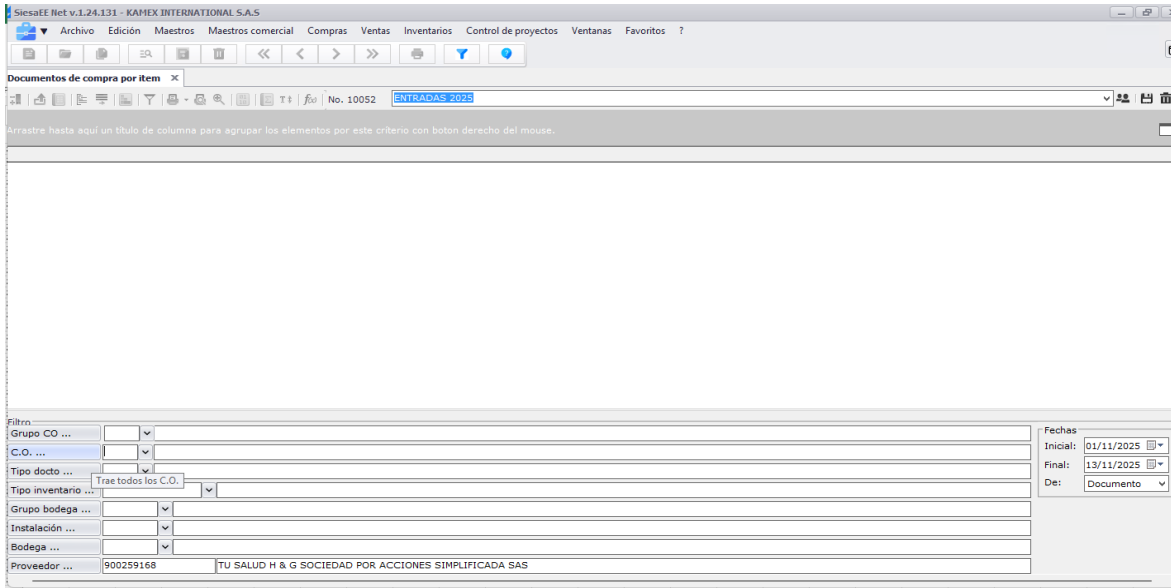 SiesaEE Net v.1.24.131 - KAMEX INTERNATIONAL S.A.S
Archivo Edición Maestros Maestros comercial Compras Ventas Inventarios Control de proyectos Ventanas Favoritos ?
Documentos de compra por item X
No. 10052 ENTRADAS 2025
Arrastre hasta aquí un título de columna para agrupar los elementos por este criterio con boton derecho del mouse.
Filtro
Grupo CO ...
C.O. ...
Tipo docto ...
Trae todos los C.O.
Tipo inventario ...
Grupo bodega ...
Instalación ...
Bodega ...
Proveedor ... 900259168 TU SALUD H & G SOCIEDAD POR ACCIONES SIMPLIFICADA SAS
Fechas
Inicial: 01/11/2025
Final: 13/11/2025
De: Documento